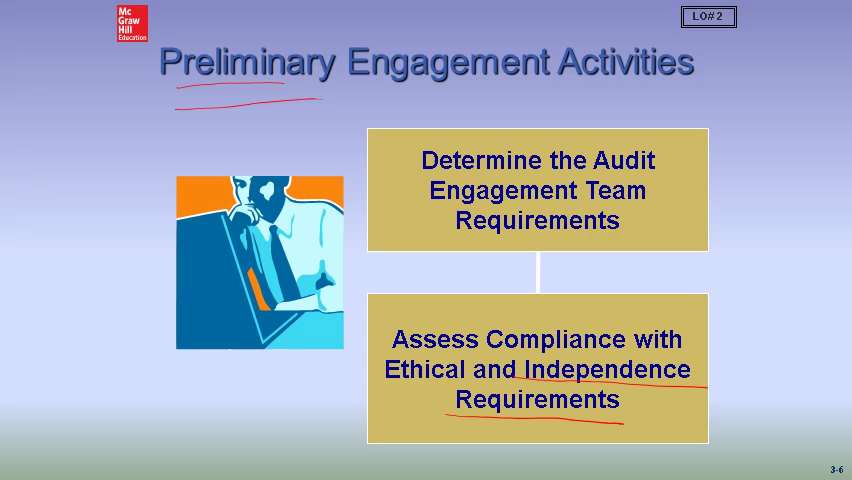 Mc
Graw
Hill
Education
LO# 2
Preliminary Engagement Activities
Determine the Audit
Engagement Team
Requirements
Assess Compliance with
Ethical and Independence
Requirements
3-6